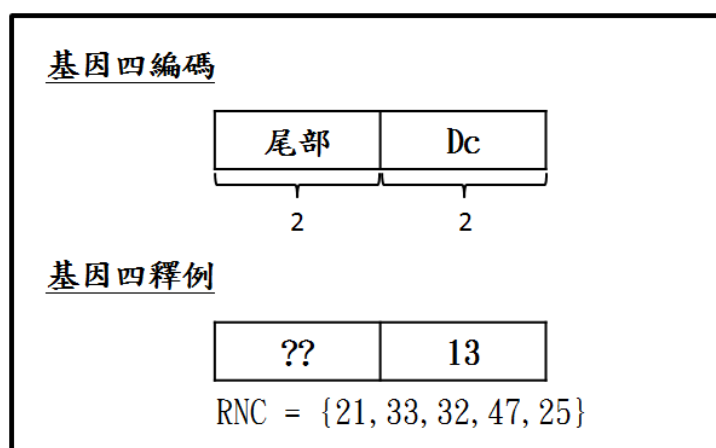 基因四編碼
尾部 Dc
2 2
基因四釋例
?? 13
RNC = {21,33,32,47,25}